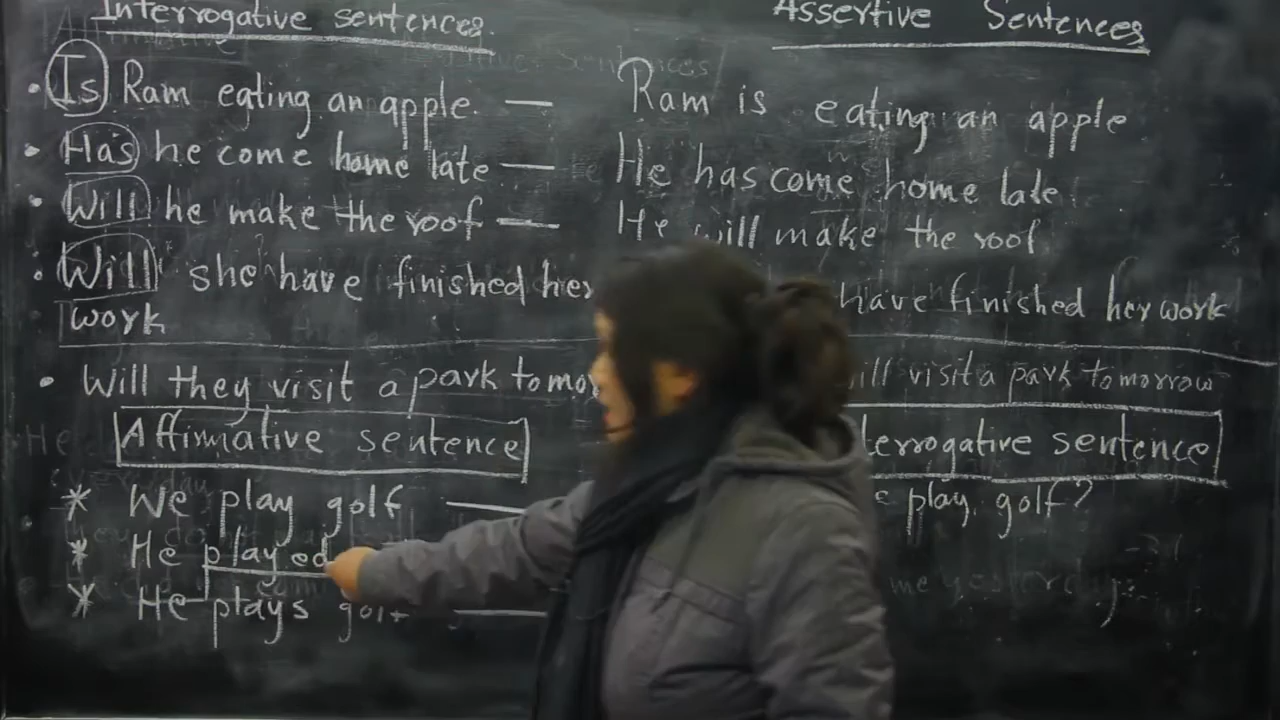 Interrogative sentences. Assertive Sentences
• Is Ram eating an apple. — Ram is eating an apple
• Has he come home late — He has come home late
• Will he make the roof — He will make the roof
• Will she have finished her have finished her work
work
• Will they visit a park visit a park tomorrow
Affirmative sentence sentence
* We play golf — play golf?
* He played
* He plays golf —